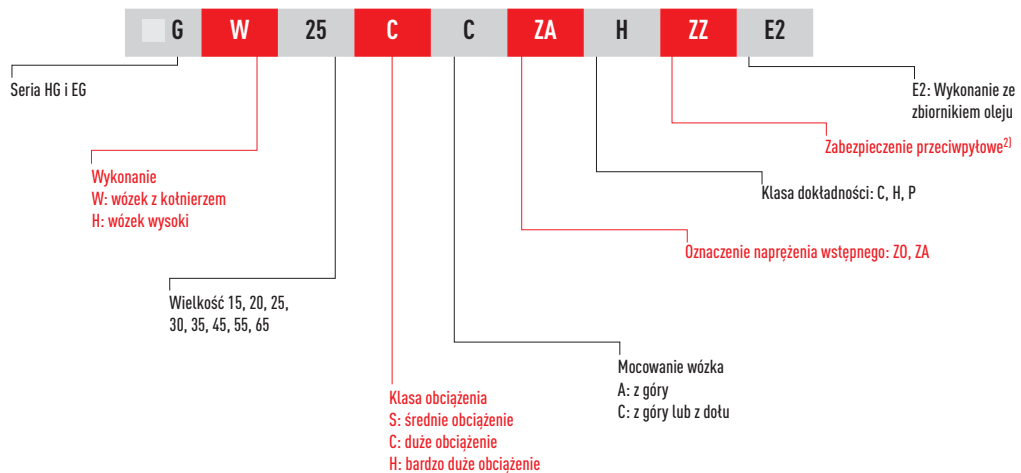 G W 25 C C ZA H ZZ E2
Seria HG i EG
E2: Wykonanie ze
zbiornikiem oleju
Zabezpieczenie przeciwpyłowe2)
Wykonanie
W: wózek z kołnierzem
H: wózek wysoki
Klasa dokładności: C, H, P
Oznaczenie naprężenia wstępnego: ZO, ZA
Wielkość 15, 20, 25,
30, 35, 45, 55, 65
Mocowanie wózka
A: z góry
C: z góry lub z dołu
Klasa obciążenia
S: średnie obciążenie
C: duże obciążenie
H: bardzo duże obciążenie